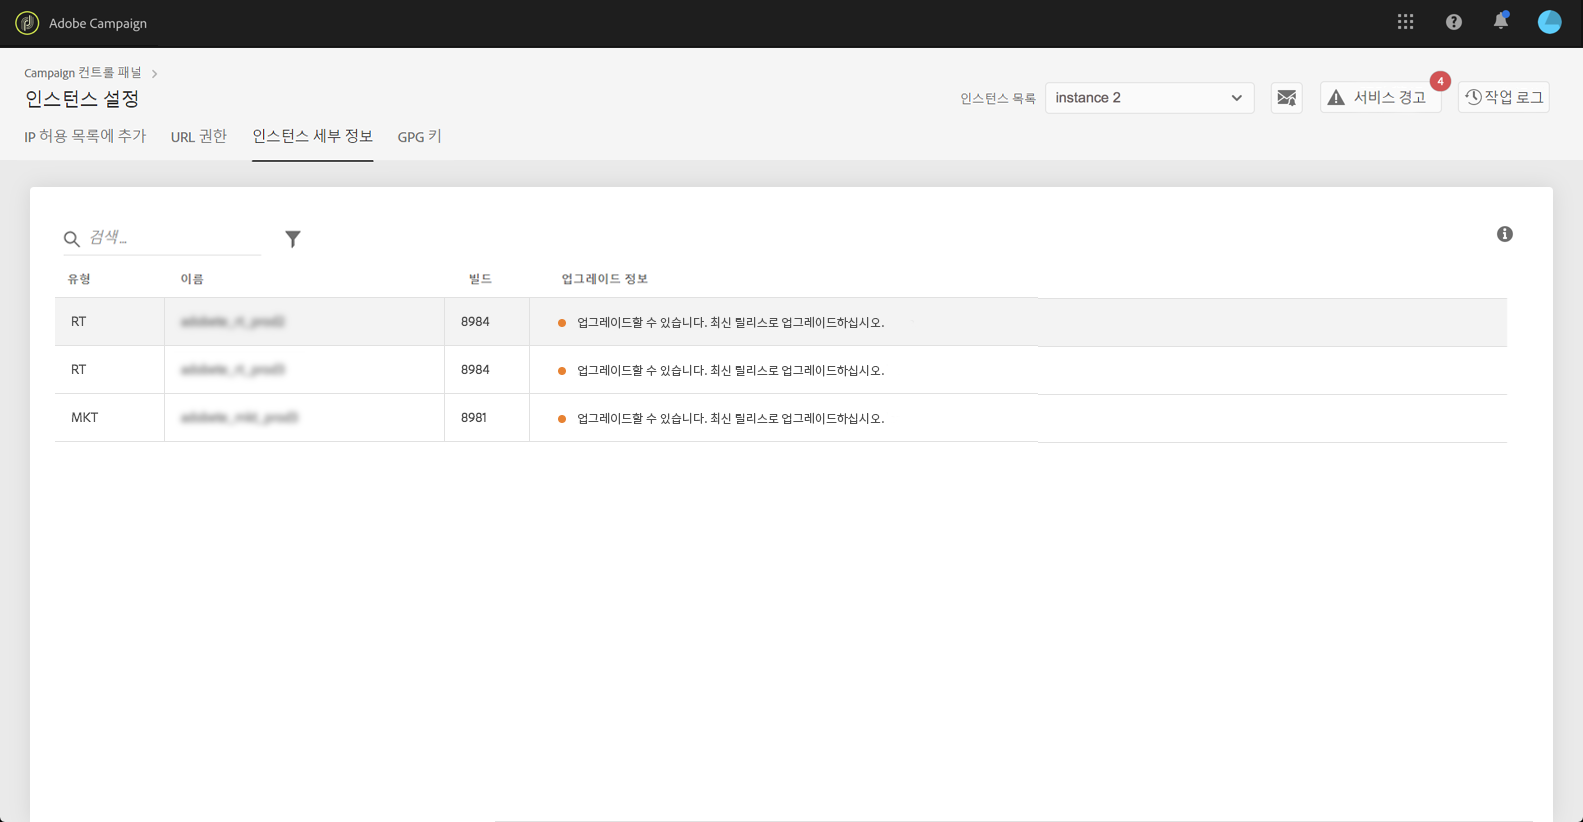 Adobe Campaign
Campaign 컨트롤 패널
인스턴스 설정
인스턴스 목록
instance 2
서비스 경고
4
작업 로그
IP 허용 목록에 추가
URL 권한
인스턴스 세부 정보
GPG 키
검색...
유형 이름 빌드 업그레이드 정보
RT 8984 업그레이드할 수 있습니다. 최신 릴리스로 업그레이드하십시오.
RT 8984 업그레이드할 수 있습니다. 최신 릴리스로 업그레이드하십시오.
MKT 8981 업그레이드할 수 있습니다. 최신 릴리스로 업그레이드하십시오.